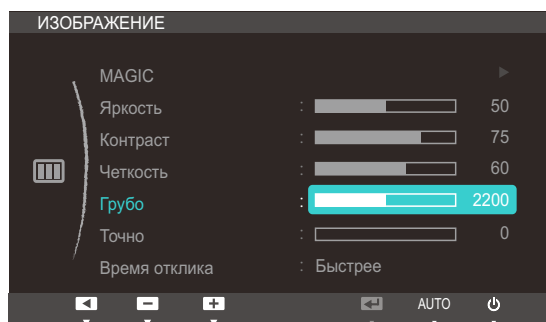 ИЗОБРАЖЕНИЕ
MAGIC
Яркость : 50
Контраст : 75
Четкость : 60
Грубо : 2200
Точно : 0
Время отклика : Быстрее
AUTO